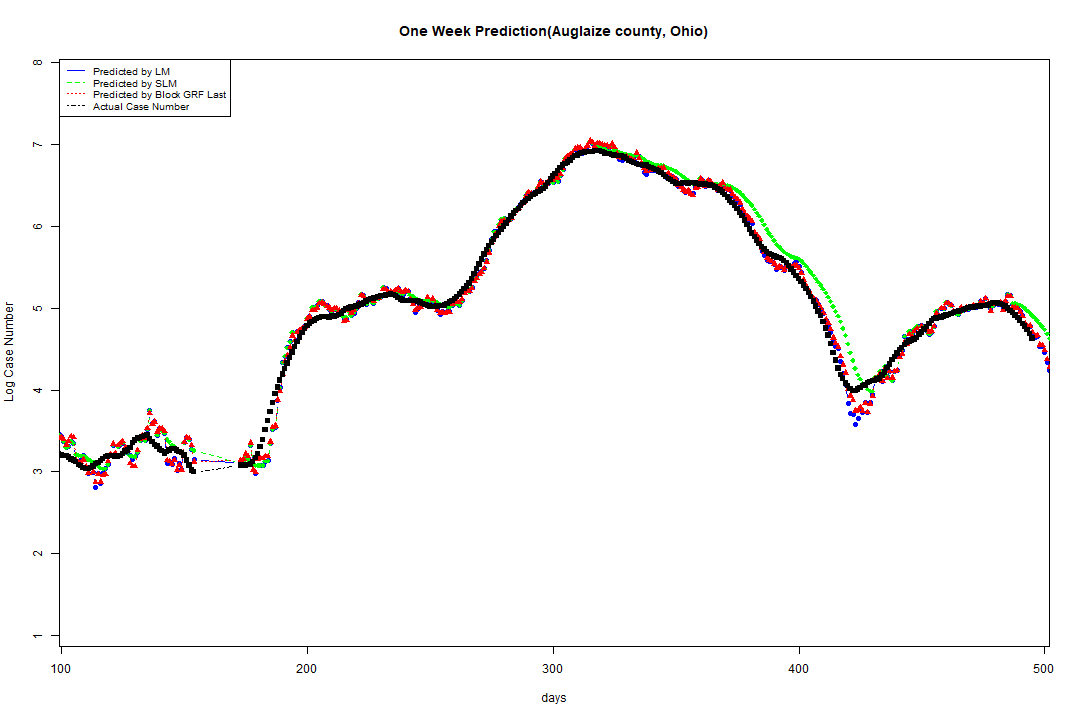 One Week Prediction(Auglaize county, Ohio)
Predicted by LM
Predicted by SLM
Predicted by Block GRF Last
Actual Case Number
8
7
6
5
4
3
2
1
Log Case Number
100 200 300 400 500
days